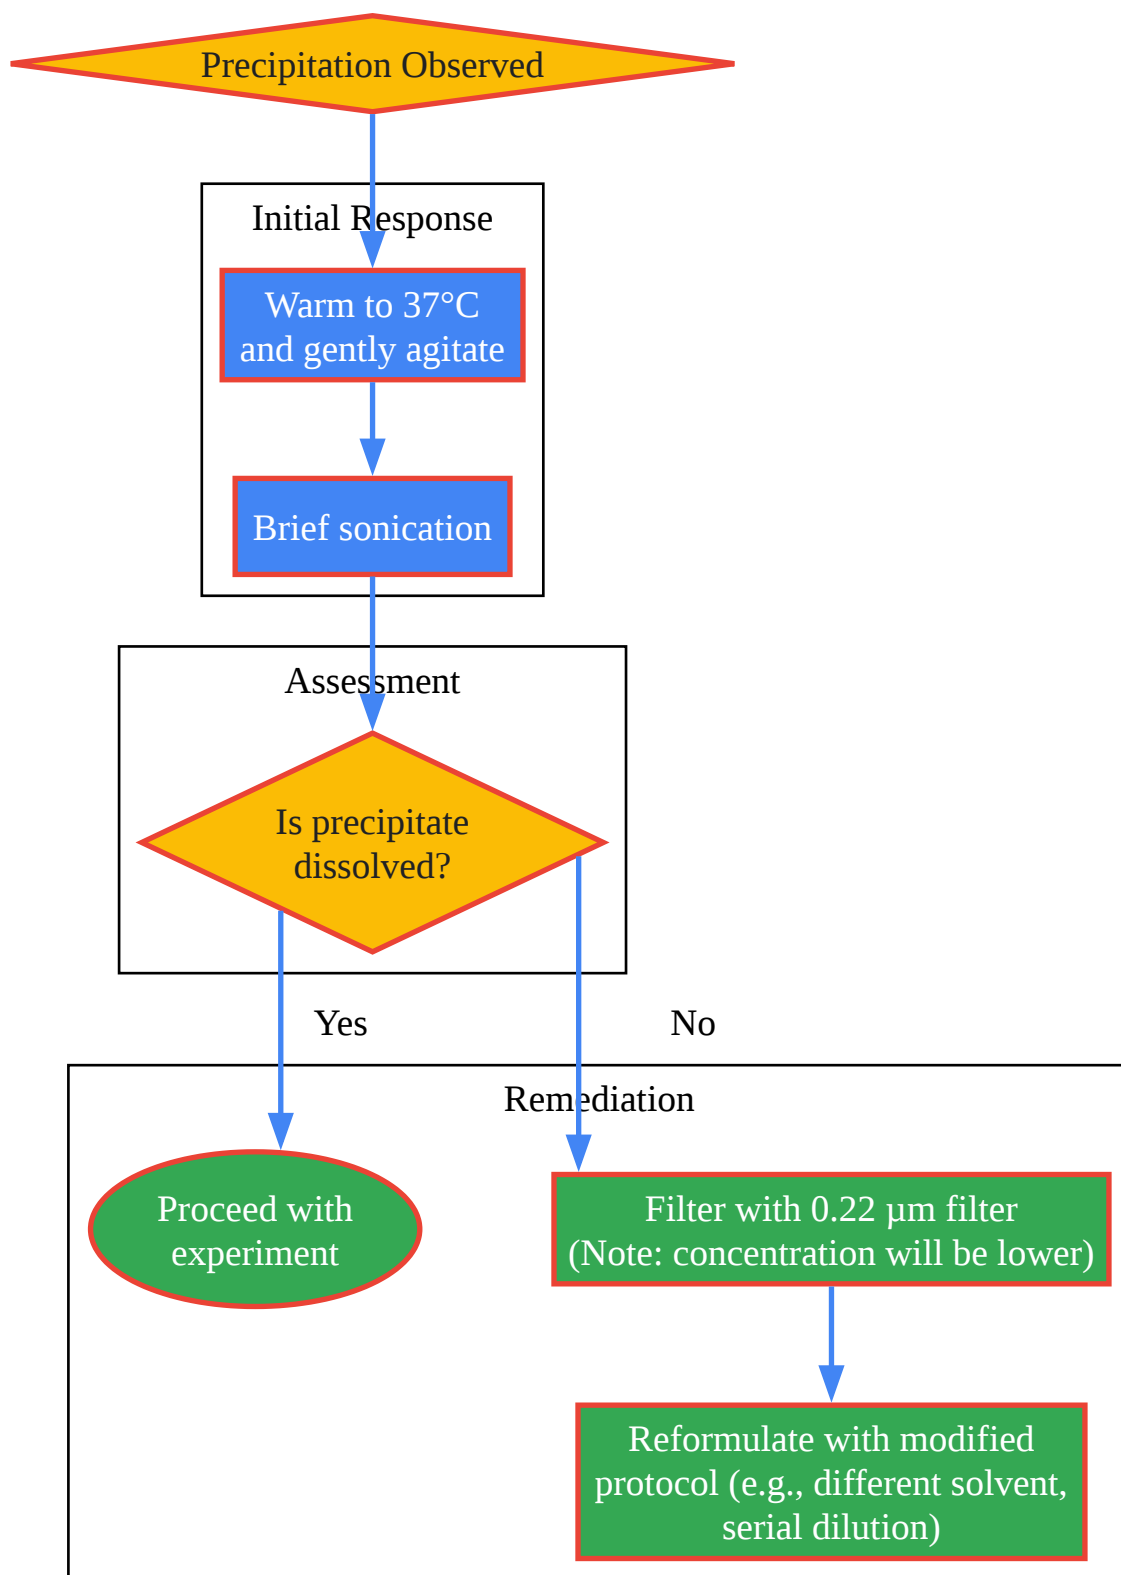 Precipitation Observed
Initial Response
Warm to 37°C
and gently agitate
Brief sonication
Assessment
Is precipitate
dissolved?
Yes
No
Remediation
Proceed with
experiment
Filter with 0.22 µm filter
(Note: concentration will be lower)
Reformulate with modified
protocol (e.g., different solvent,
serial dilution)